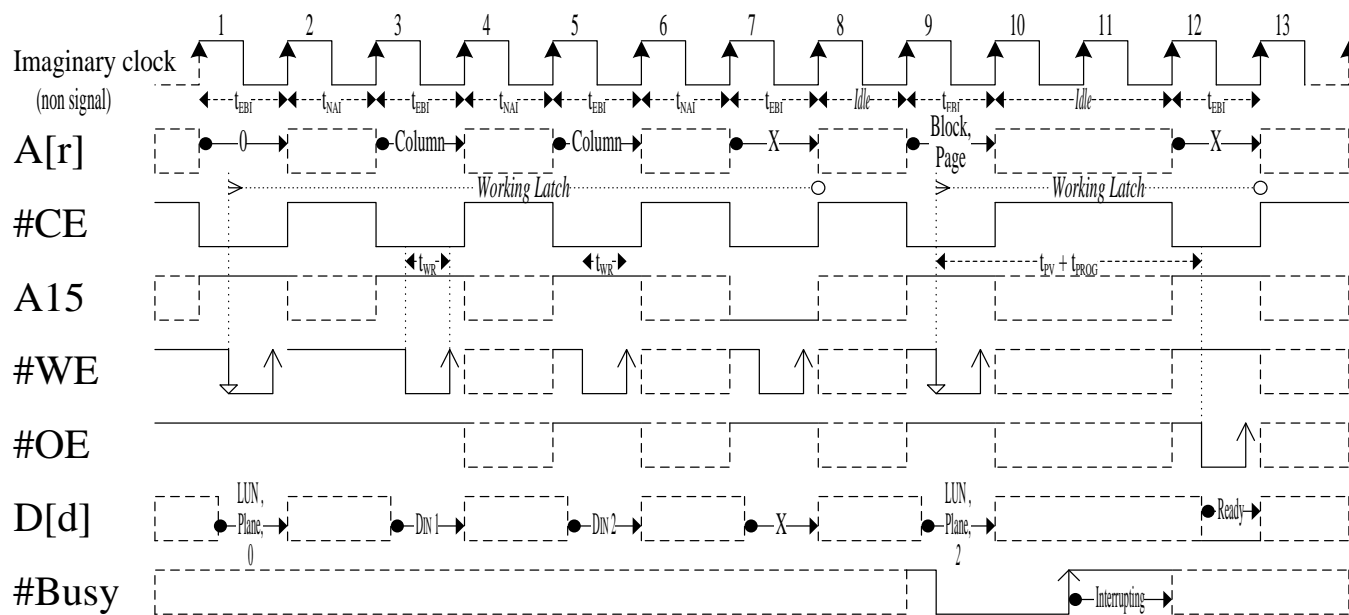 1 2 3 4 5 7 8 9 10 11 12 13
Imaginary clock
(non signal)
tEBI tNAI tEBI tNAI tEBI tNAI tEBI Idle tEBI Idle tEBI
A[r]
0 Column Column X Block, X
Page
Working Latch Working Latch
#CE
tWR tWR tPV + tPROG
A15
#WE
#OE
D[d]
LUN, DIN 1 DIN 2 X LUN, Ready
Plane, Plane,
0 2
#Busy
Interrupting